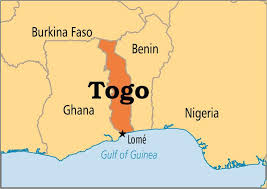 Burkina Faso
Benin
Togo
Ghana
Nigeria
Lomé
Gulf of Guinea